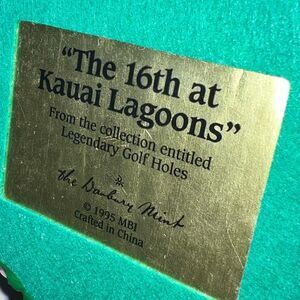 "The 16th at
Kauai Lagoons"
From the collection entitled
Legendary Golf Holes
the Danbury Mint
© 1995 MBI
Crafted in China